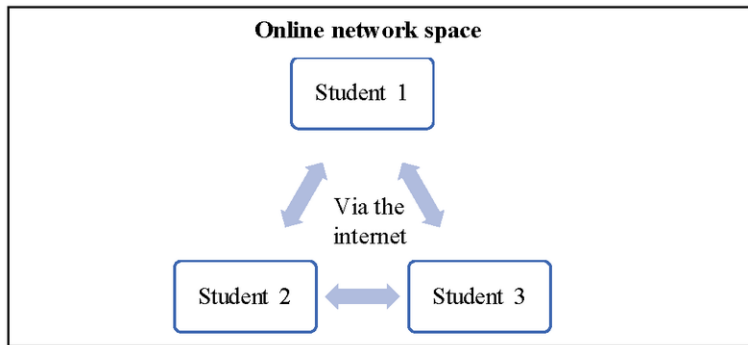 Online network space
Student 1
Via the
internet
Student 2
Student 3